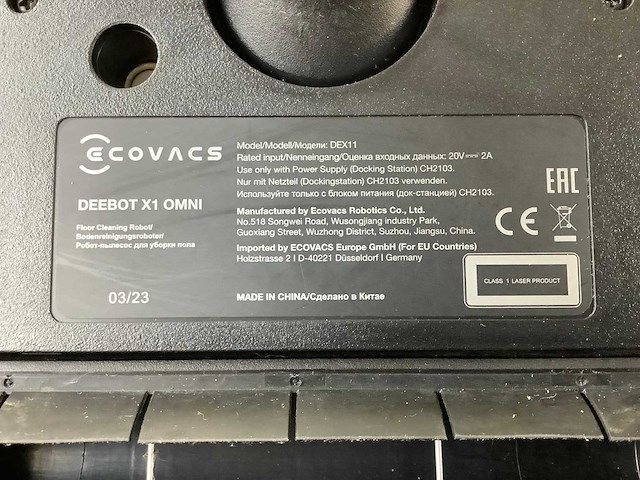 ECOVACS
DEEBOT X1 OMNI
Floor Cleaning Robot/
Bodenreinigungsroboter/
Робот-пылесос для уборки пола
03/23
Model/Modell/Модели: DEX11
Rated input/Nenneingang/Оценка входных данных: 20V⎓ 2A
Use only with Power Supply (Docking Station) CH2103.
Nur mit Netzteil (Dockingstation) CH2103 verwenden.
Используется только с блоком питания (док-станцией) CH2103.
Manufactured by Ecovacs Robotics Co., Ltd.
No.518 Songwei Road, Wusongjiang industry Park,
Guoxiang Street, Wuzhong District, Suzhou, Jiangsu, China.
Imported by ECOVACS Europe GmbH (For EU Countries)
Holzstrasse 2 I D-40221 Düsseldorf I Germany
MADE IN CHINA/Сделано в Китае
EAC
CE
CLASS 1 LASER PRODUCT